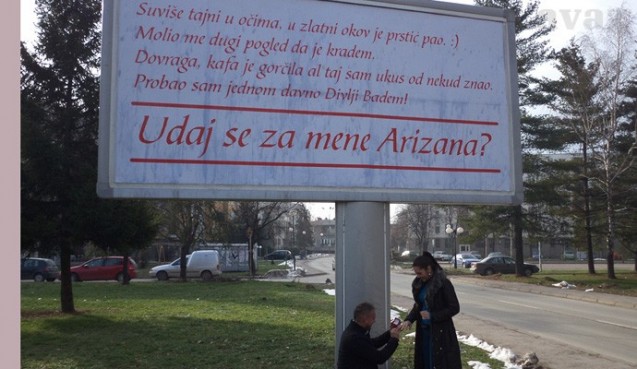 Suviše tajni u očima, u zlatni okov je prstić pao. :)
Molio me dugi pogled da je kradem.
Dovraga, kafa je gorčila al taj sam ukus od nekud znao.
Probao sam jednom davno Divlji Badem!
Udaj se za mene Arizana?